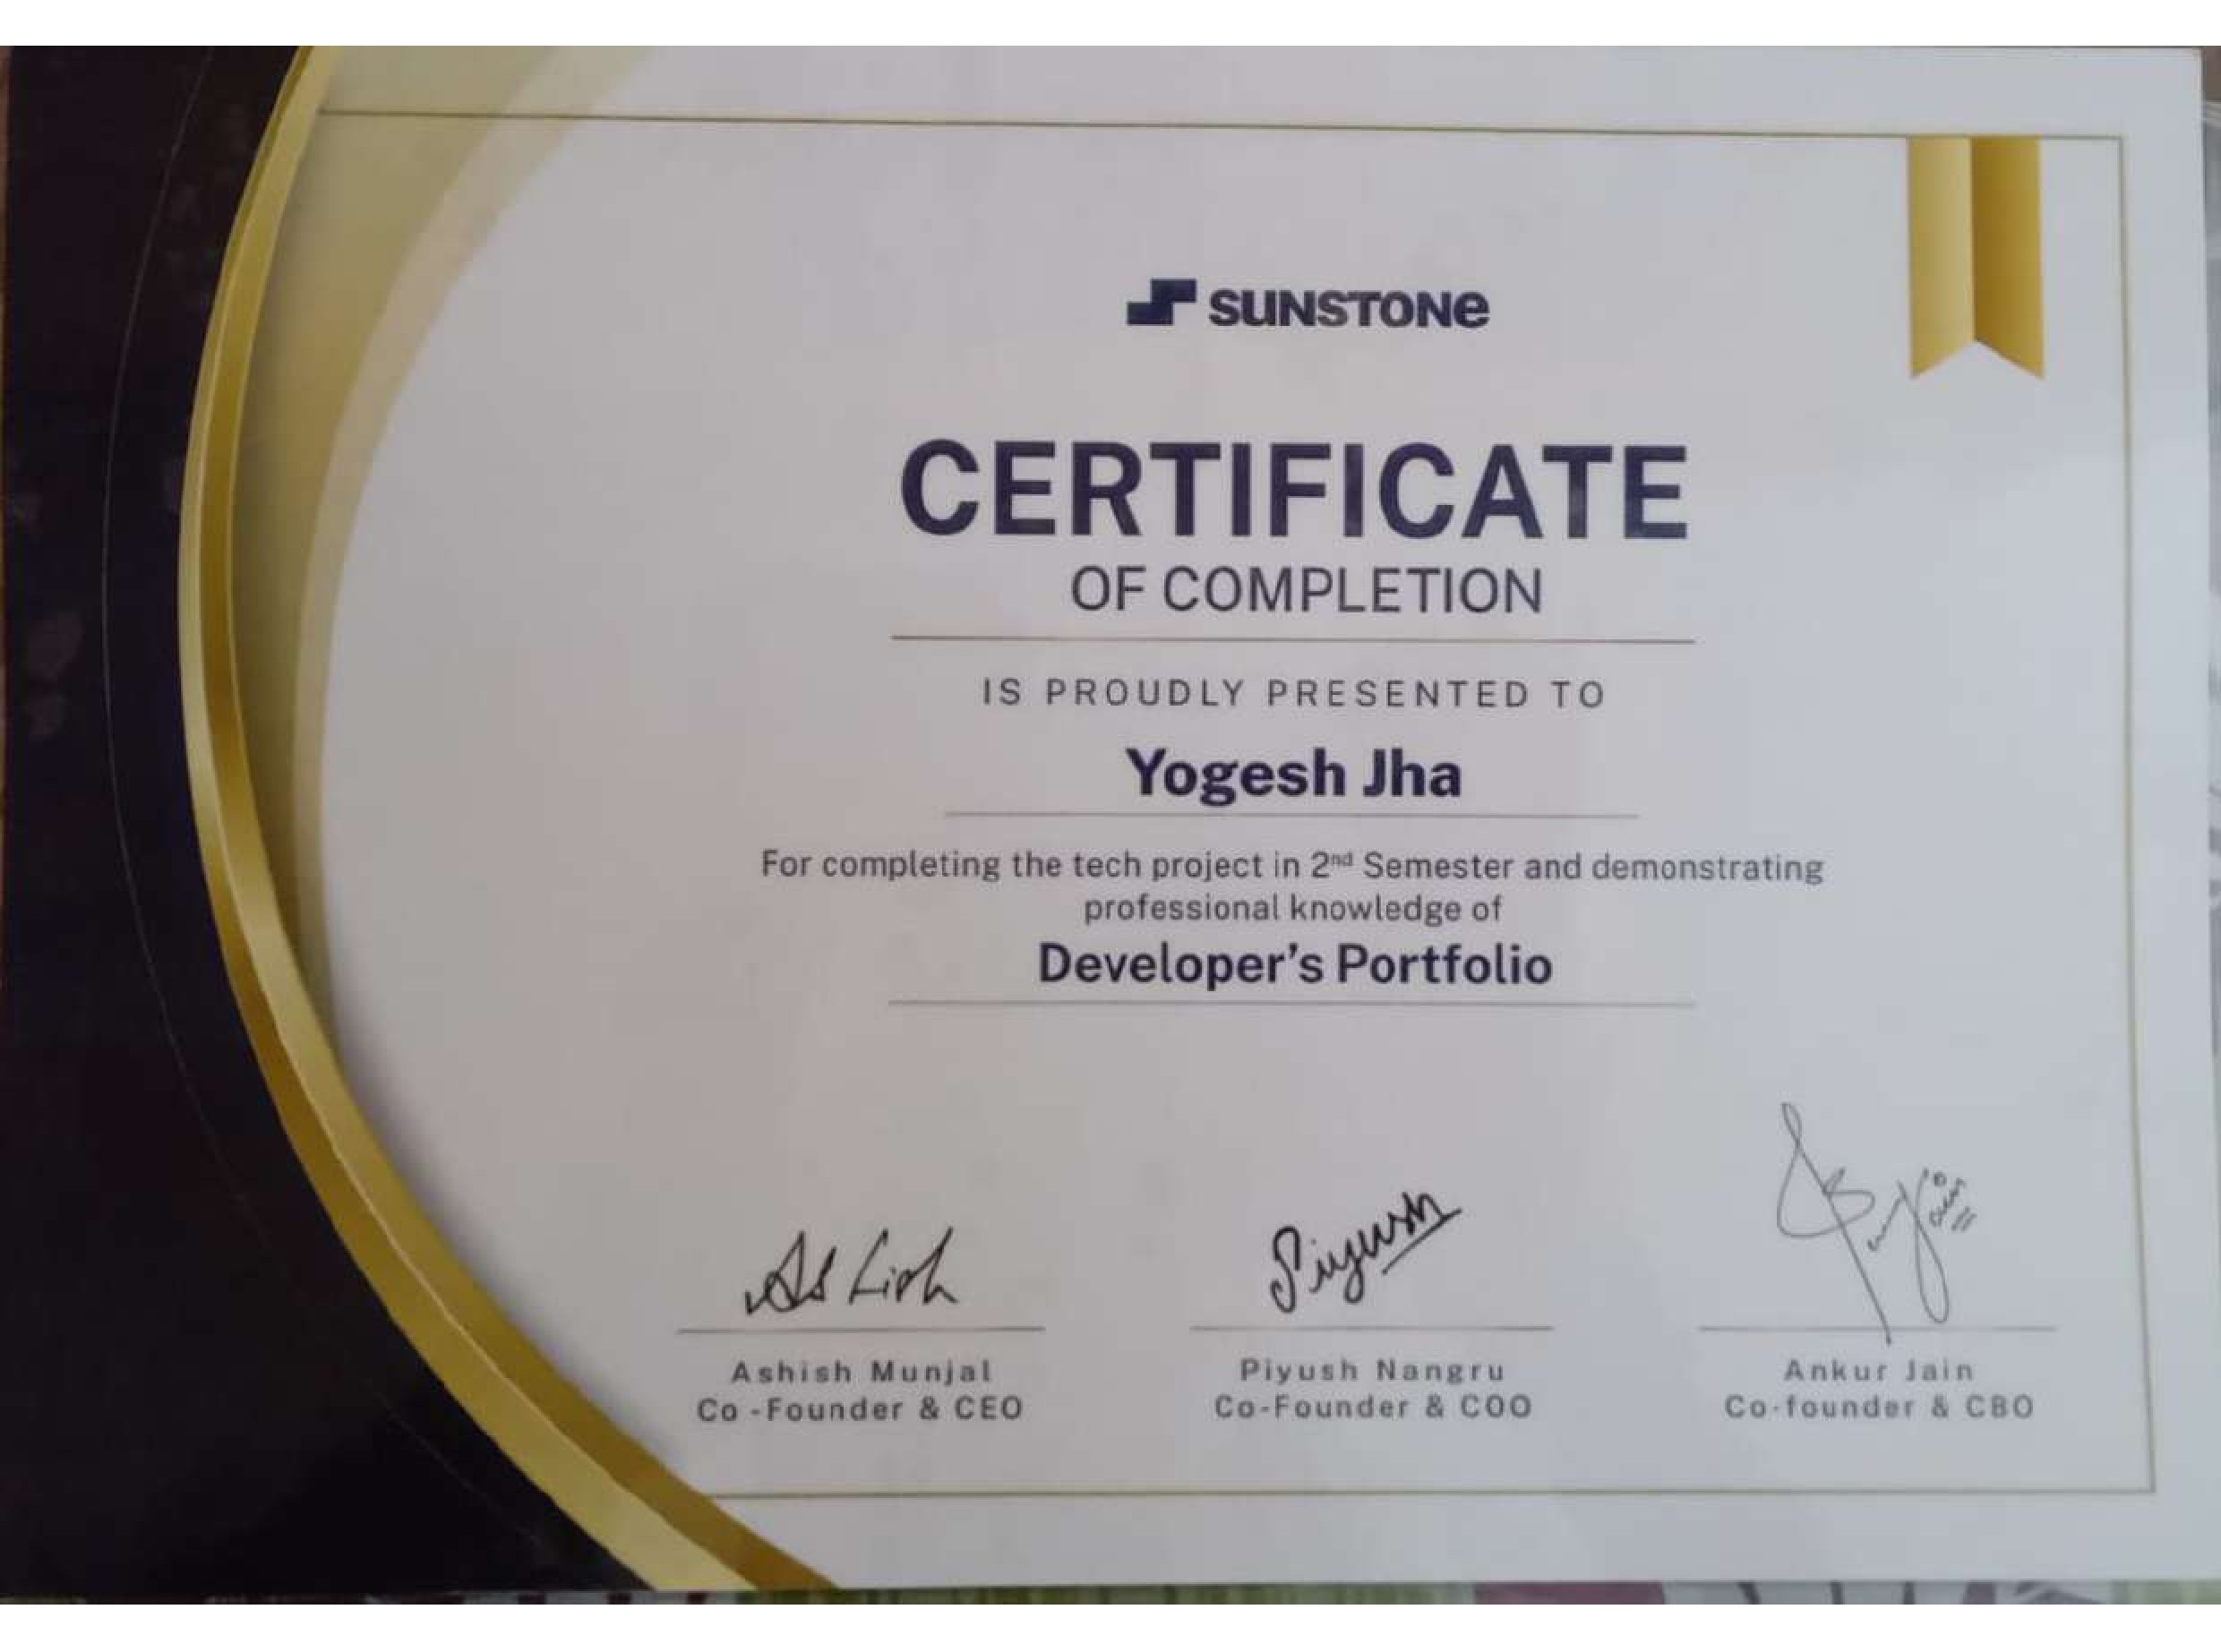 SUNSTONE
CERTIFICATE
OF COMPLETION
IS PROUDLY PRESENTED TO
Yogesh Jha
For completing the tech project in 2nd Semester and demonstrating
professional knowledge of
Developer's Portfolio
Piyush
Ashish Munjal
Co -Founder & CEO
Piyush Nangru
Co-Founder & COO
Ankur Jain
Co-founder & CBO